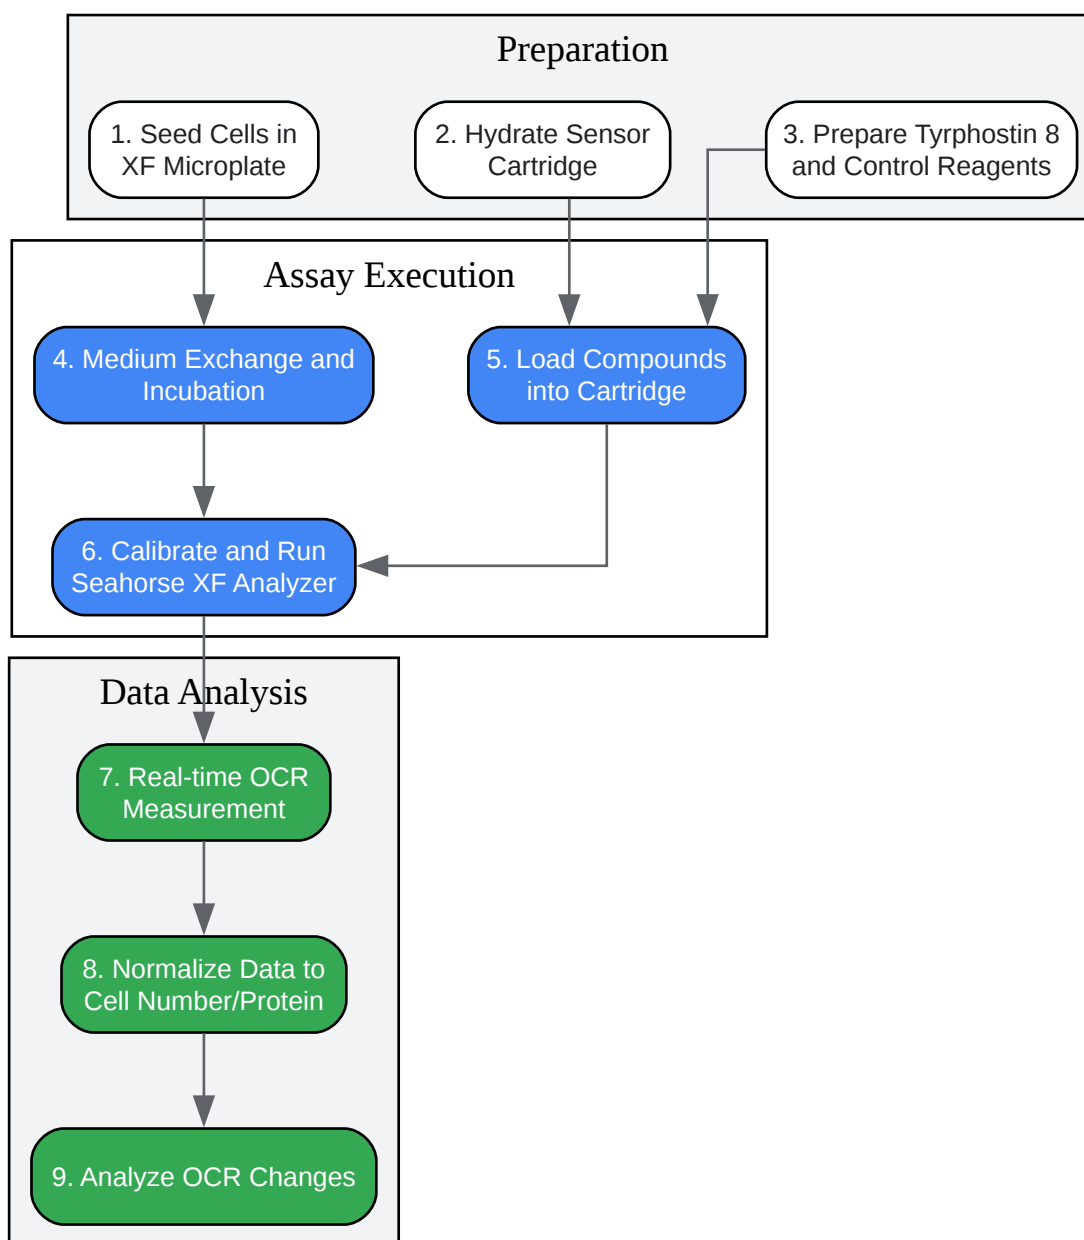 Preparation
1. Seed Cells in
XF Microplate
2. Hydrate Sensor
Cartridge
3. Prepare Tyrphostin 8
and Control Reagents
Assay Execution
4. Medium Exchange and
Incubation
5. Load Compounds
into Cartridge
6. Calibrate and Run
Seahorse XF Analyzer
Data Analysis
7. Real-time OCR
Measurement
8. Normalize Data to
Cell Number/Protein
9. Analyze OCR Changes